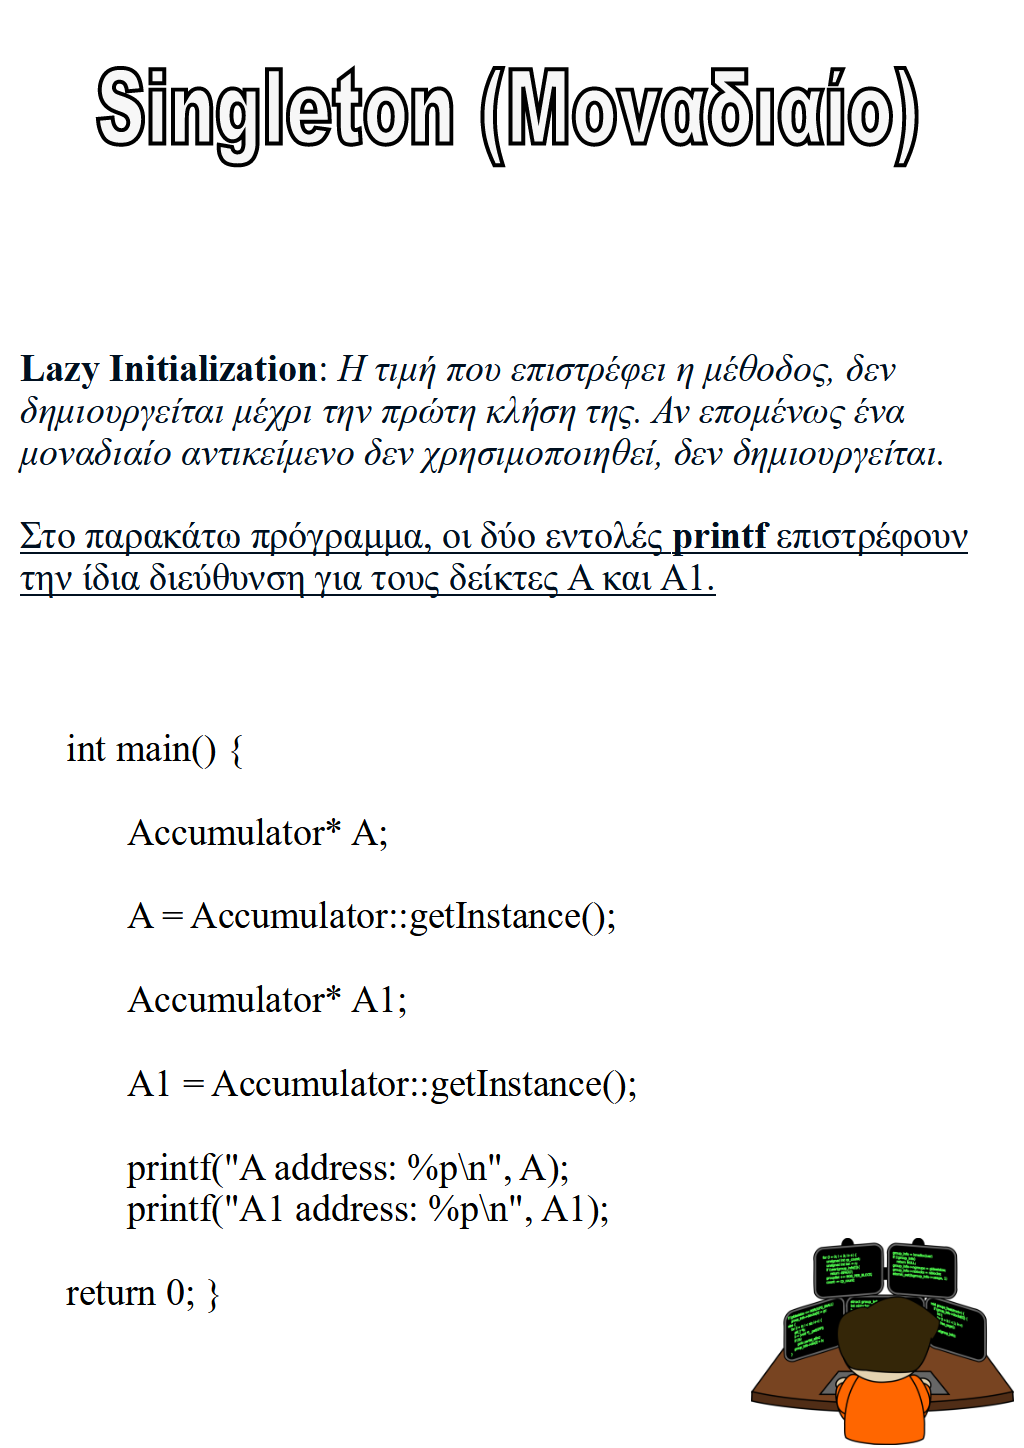 Singleton (Μοναδιαίο)
Lazy Initialization: Η τιμή που επιστρέφει η μέθοδος, δεν
δημιουργείται μέχρι την πρώτη κλήση της. Αν επομένως ένα
μοναδιαίο αντικείμενο δεν χρησιμοποιηθεί, δεν δημιουργείται.
Στο παρακάτω πρόγραμμα, οι δύο εντολές printf επιστρέφουν
την ίδια διεύθυνση για τους δείκτες Α και Α1.
int main() {
Accumulator* A;
A = Accumulator::getInstance();
Accumulator* A1;
A1 = Accumulator::getInstance();
printf("A address: %p\n", A);
printf("A1 address: %p\n", A1);
return 0; }